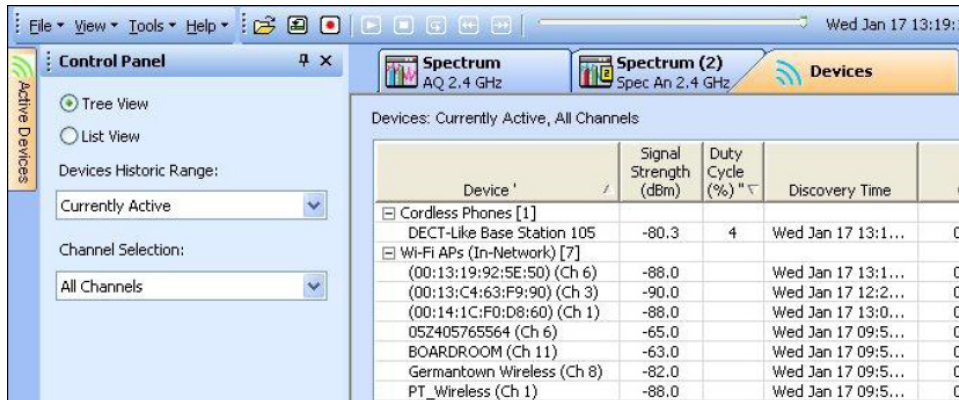 File View Tools Help Wed Jan 17 13:19:
Active Devices
Control Panel
Tree View
List View
Devices Historic Range:
Currently Active
Channel Selection:
All Channels
Spectrum
AQ 2.4 GHz
Spectrum (2)
Spec An 2.4 GHz
Devices
Devices: Currently Active, All Channels
Device ' Signal Strength (dBm) Duty Cycle (%) " Discovery Time
Cordless Phones [1]
DECT-Like Base Station 105 -80.3 4 Wed Jan 17 13:1...
Wi-Fi APs (In-Network) [7]
(00:13:19:92:5E:50) (Ch 6) -88.0 Wed Jan 17 13:1...
(00:13:C4:63:F9:90) (Ch 3) -90.0 Wed Jan 17 12:2...
(00:14:1C:F0:D8:60) (Ch 1) -88.0 Wed Jan 17 13:0...
05Z405765564 (Ch 6) -65.0 Wed Jan 17 09:5...
BOARDROOM (Ch 11) -63.0 Wed Jan 17 09:5...
Germantown Wireless (Ch 8) -82.0 Wed Jan 17 09:5...
PT_Wireless (Ch 1) -88.0 Wed Jan 17 09:5...